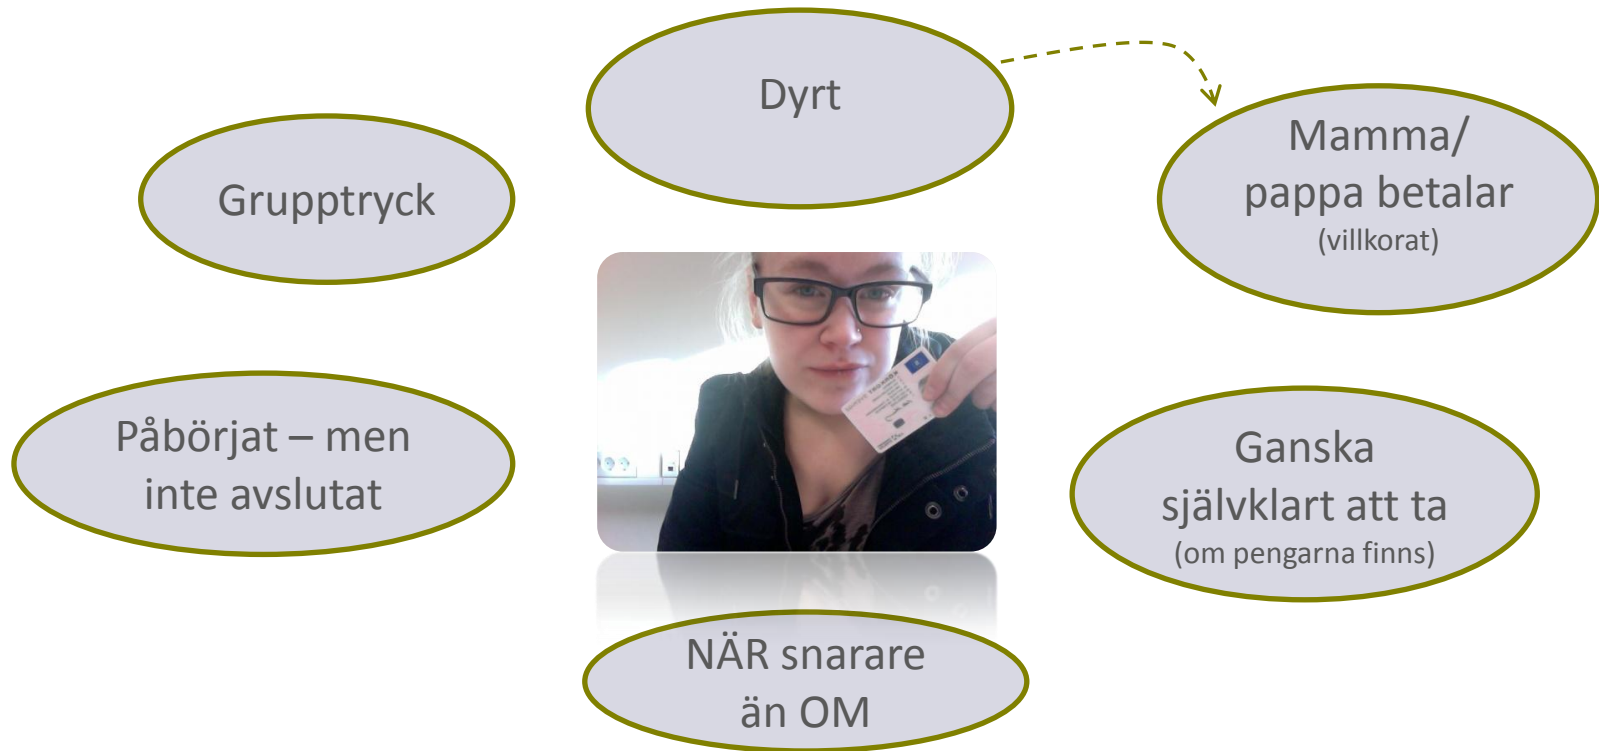 Dyrt
Mamma/
pappa betalar
(villkorat)
Grupptryck
Påbörjat – men
inte avslutat
Ganska
självklart att ta
(om pengarna finns)
NÄR snarare
än OM